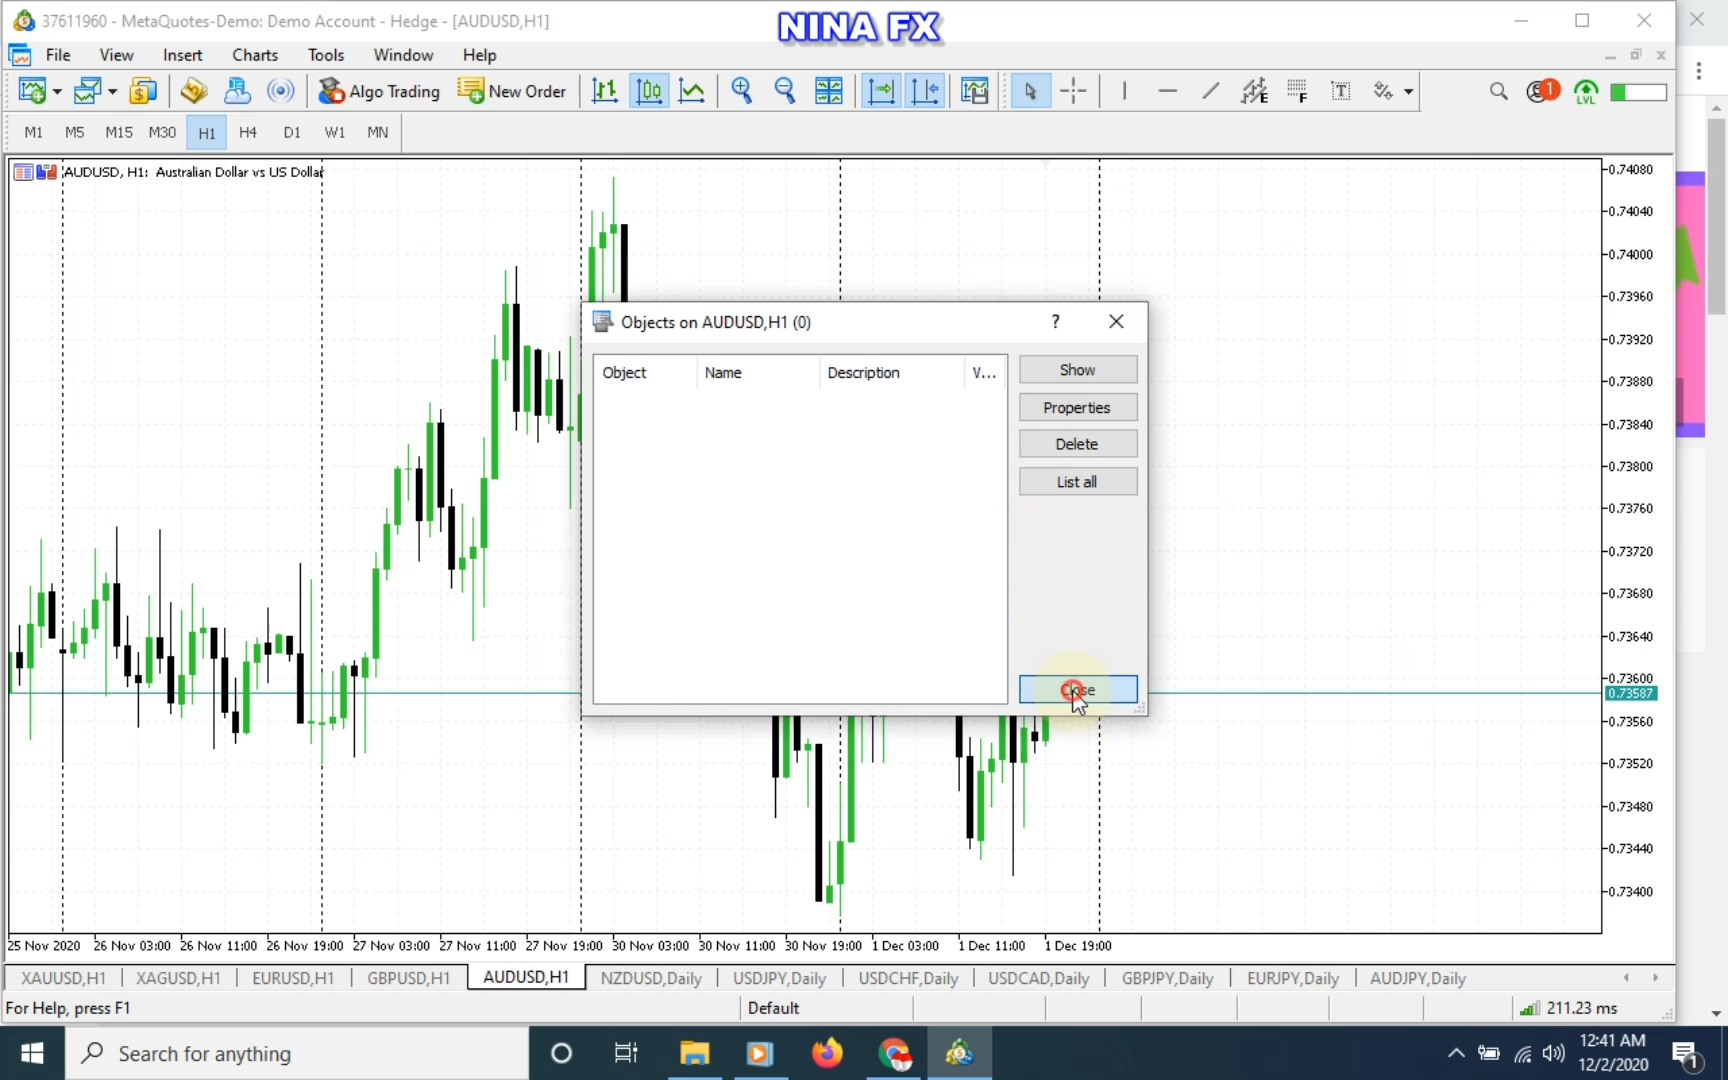 37611960 - MetaQuotes-Demo: Demo Account - Hedge - [AUDUSD,H1]
NINA FX
File View Insert Charts Tools Window Help
Algo Trading New Order E F T 1 LVL
M1 M5 M15 M30 H1 H4 D1 W1 MN
AUDUSD, H1: Australian Dollar vs US Dollar
0.74080
0.74040
0.74000
0.73960
0.73920
0.73880
0.73840
0.73800
0.73760
0.73720
0.73680
0.73640
0.73600
0.73587
0.73560
0.73520
0.73480
0.73440
0.73400
Objects on AUDUSD,H1 (0) ?
Object Name Description V...
Show
Properties
Delete
List all
Close
25 Nov 2020 26 Nov 03:00 26 Nov 11:00 26 Nov 19:00 27 Nov 03:00 27 Nov 11:00 27 Nov 19:00 30 Nov 03:00 30 Nov 11:00 30 Nov 19:00 1 Dec 03:00 1 Dec 11:00 1 Dec 19:00
XAUUSD,H1 XAGUSD,H1 EURUSD,H1 GBPUSD,H1 AUDUSD,H1 NZDUSD,Daily USDJPY,Daily USDCHF,Daily USDCAD,Daily GBPJPY,Daily EURJPY,Daily AUDJPY,Daily
For Help, press F1 Default 211.23 ms
Search for anything
12:41 AM
12/2/2020
1